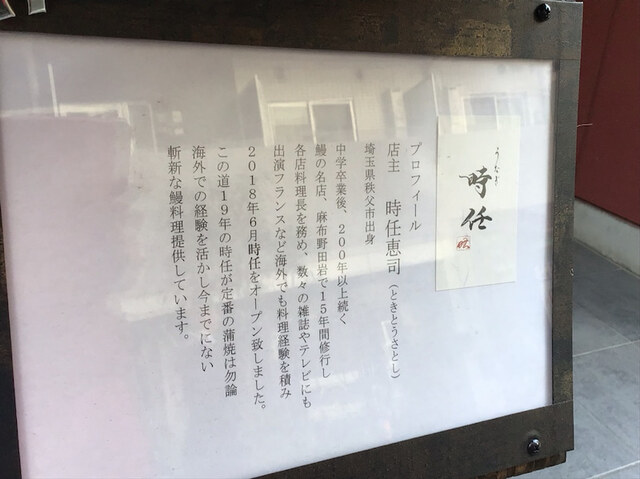 うなぎ
時任
プロフィール
店主 時任恵司（ときとうさとし）
埼玉県秩父市出身
中学卒業後、200年以上続く
鰻の名店、麻布野田岩で15年間修行し
各店料理長を務め、数々の雑誌やテレビにも
出演フランスなど海外でも料理経験を積み
2018年6月時任をオープン致しました。
この道19年の時任が定番の蒲焼は勿論
海外での経験を活かし今までにない
斬新な鰻料理提供しています。